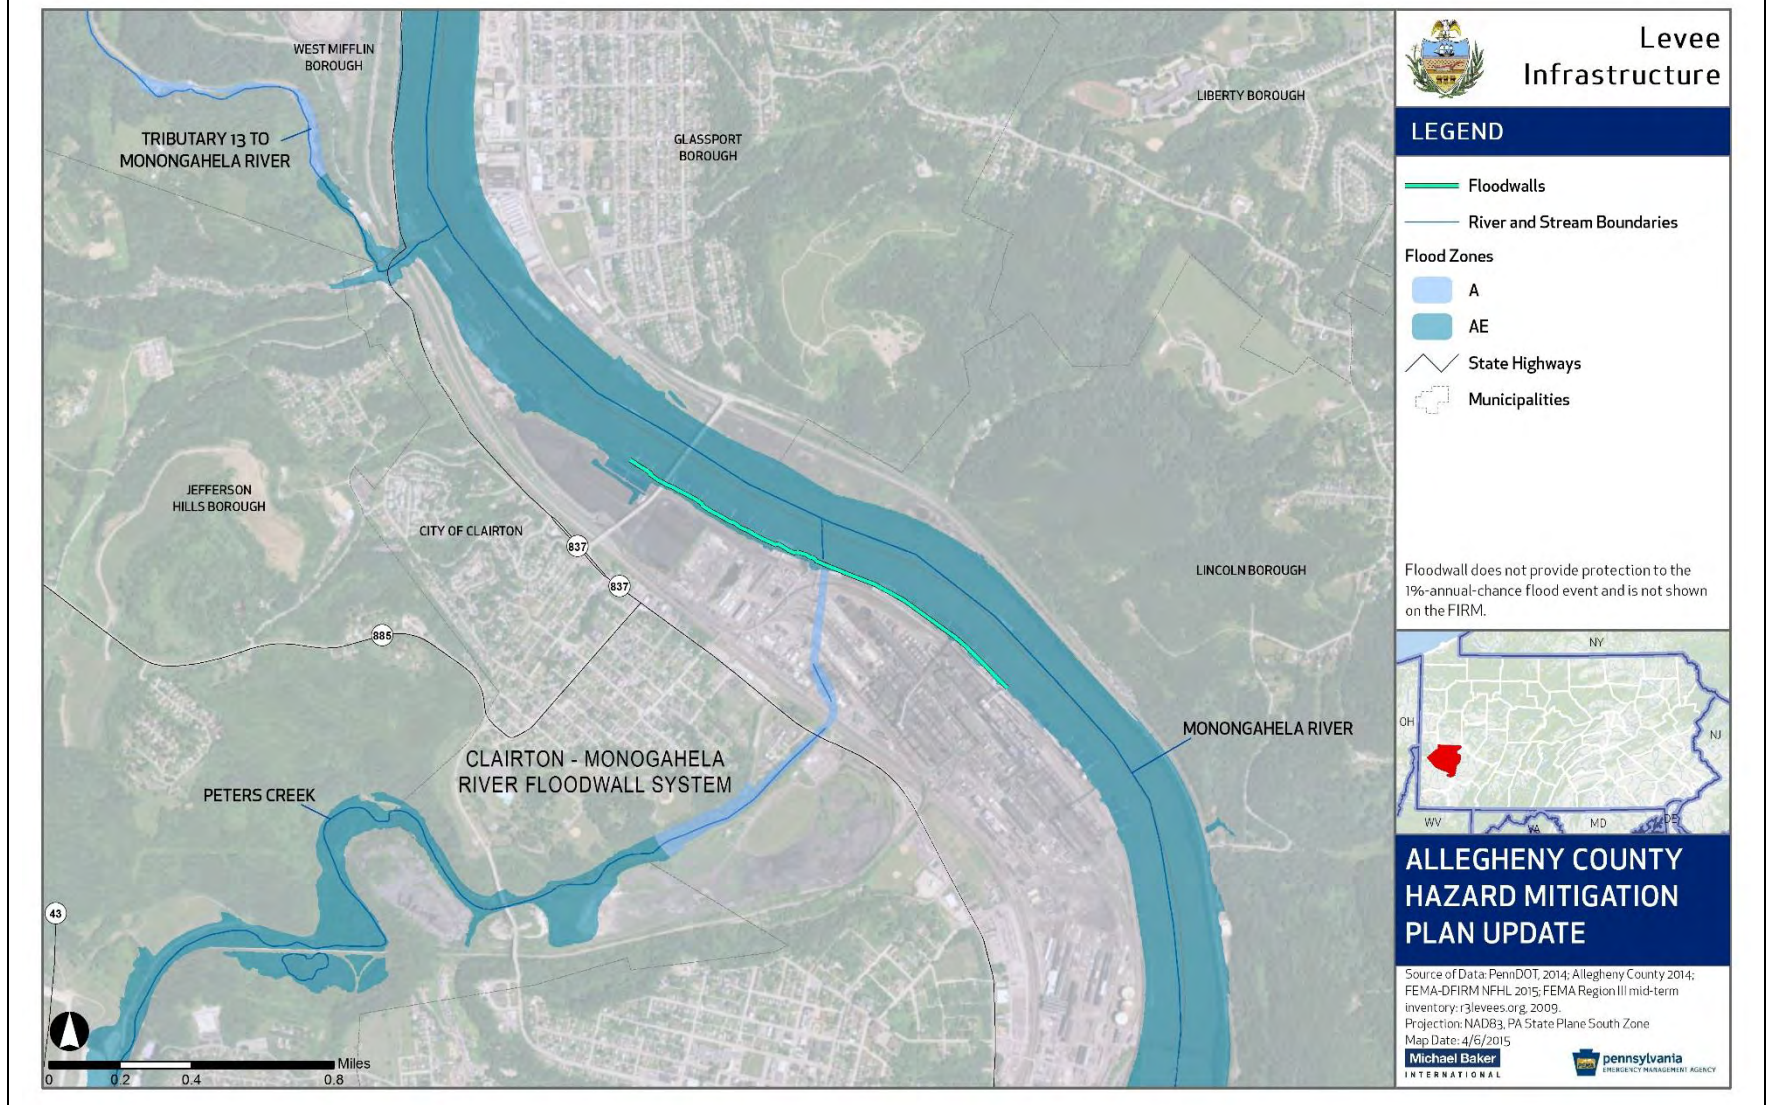 WEST MIFFLIN
BOROUGH
TRIBUTARY 13 TO
MONONGAHELA RIVER
GLASSPORT
BOROUGH
LIBERTY BOROUGH
JEFFERSON
HILLS BOROUGH
CITY OF CLAIRTON
837
837
885
LINCOLN BOROUGH
MONONGAHELA RIVER
CLAIRTON - MONOGAHELA
RIVER FLOODWALL SYSTEM
PETERS CREEK
43
Miles
0 0.2 0.4 0.8
Levee
Infrastructure
LEGEND
Floodwalls
River and Stream Boundaries
Flood Zones
A
AE
State Highways
Municipalities
Floodwall does not provide protection to the
1%-annual-chance flood event and is not shown
on the FIRM.
NY
OH
NJ
WV
VA
MD
DE
ALLEGHENY COUNTY
HAZARD MITIGATION
PLAN UPDATE
Source of Data: PennDOT, 2014; Allegheny County 2014;
FEMA-DFIRM NFHL 2015; FEMA Region III mid-term
inventory: r3levees.org, 2009.
Projection: NAD83, PA State Plane South Zone
Map Date: 4/6/2015
Michael Baker
INTERNATIONAL
PEMA
pennsylvania
EMERGENCY MANAGEMENT AGENCY